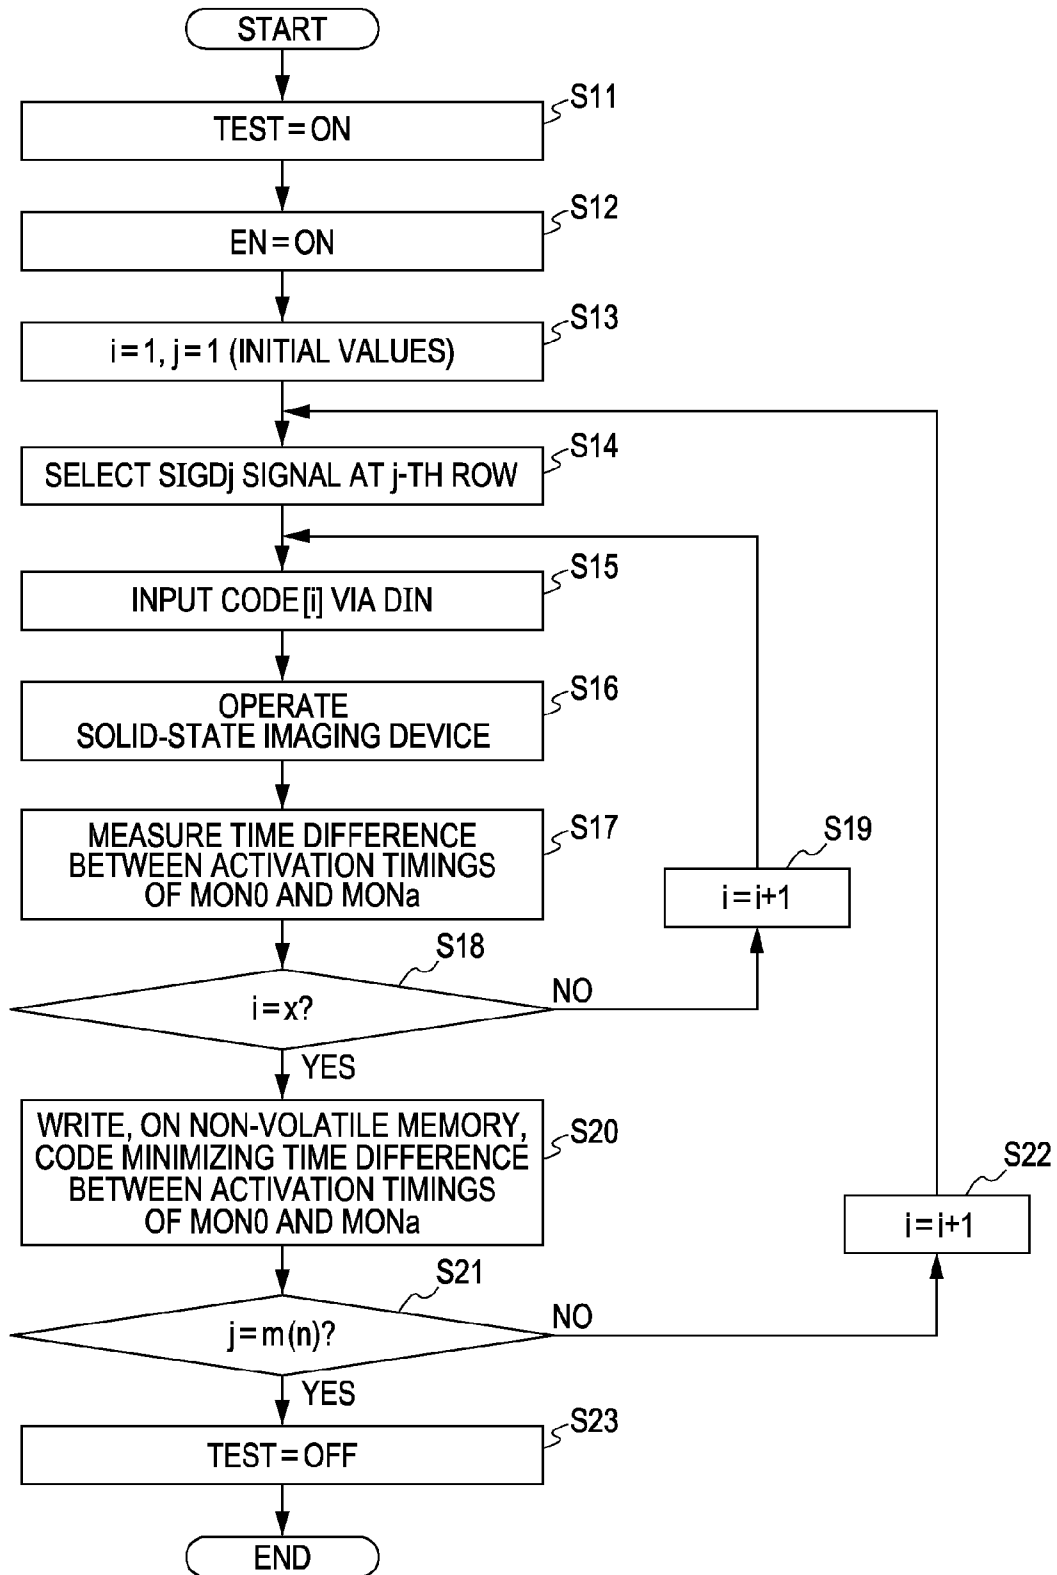 START
S11
TEST=ON
S12
EN=ON
S13
i=1, j=1 (INITIAL VALUES)
S14
SELECT SIGDj SIGNAL AT j-TH ROW
S15
INPUT CODE[i] VIA DIN
S16
OPERATE
SOLID-STATE IMAGING DEVICE
S17
MEASURE TIME DIFFERENCE
BETWEEN ACTIVATION TIMINGS
OF MON0 AND MONa
S19
i=i+1
S18
i=x?
NO
YES
S20
WRITE, ON NON-VOLATILE MEMORY,
CODE MINIMIZING TIME DIFFERENCE
BETWEEN ACTIVATION TIMINGS
OF MON0 AND MONa
S22
i=i+1
S21
j=m(n)?
NO
YES
S23
TEST=OFF
END